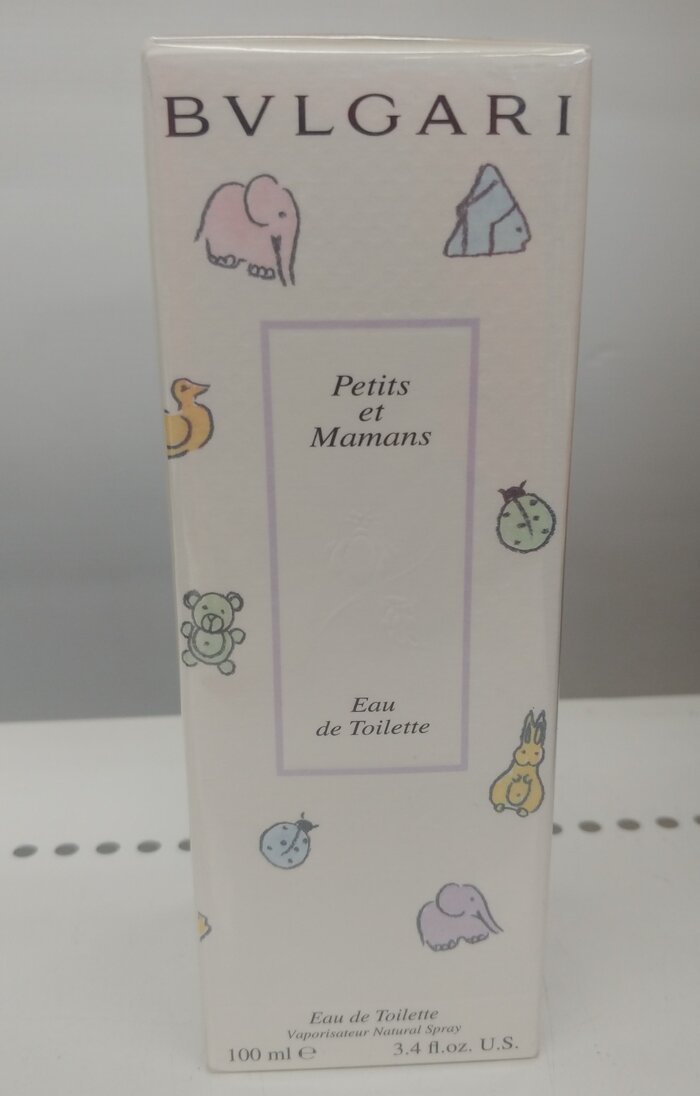 BVLGARI
Petits
et
Mamans
Eau
de Toilette
Eau de Toilette
Vaporisateur Natural Spray
100 ml ℮ 3.4 fl.oz. U.S.